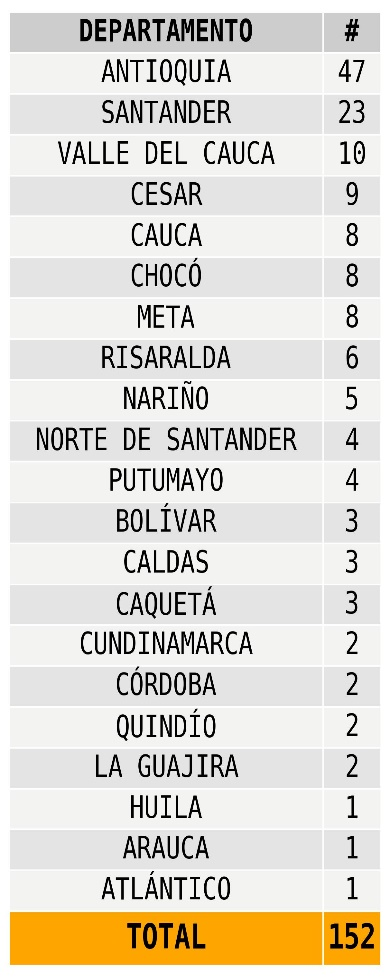 DEPARTAMENTO #
ANTIOQUIA 47
SANTANDER 23
VALLE DEL CAUCA 10
CESAR 9
CAUCA 8
CHOCÓ 8
META 8
RISARALDA 6
NARIÑO 5
NORTE DE SANTANDER 4
PUTUMAYO 4
BOLÍVAR 3
CALDAS 3
CAQUETÁ 3
CUNDINAMARCA 2
CÓRDOBA 2
QUINDÍO 2
LA GUAJIRA 2
HUILA 1
ARAUCA 1
ATLÁNTICO 1
TOTAL 152